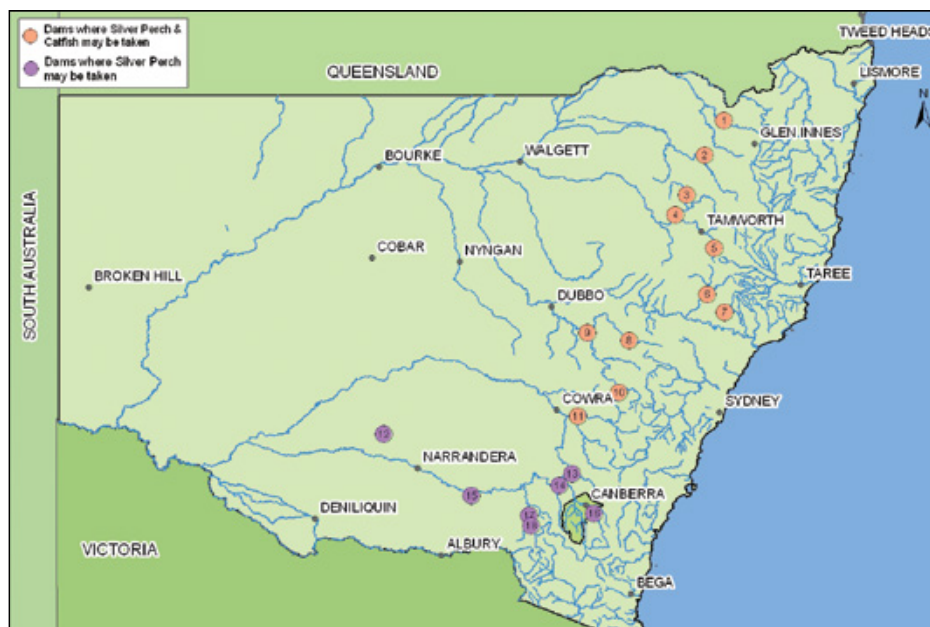 Dams where Silver Perch &
Catfish may be taken
Dams where Silver Perch
may be taken
TWEED HEADS
QUEENSLAND
LISMORE
N
1
GLEN INNES
WALGETT
2
BOURKE
3
4
TAMWORTH
COBAR
NYNGAN
5
BROKEN HILL
TAREE
SOUTH AUSTRALIA
6
DUBBO
7
9
8
10
COWRA
SYDNEY
11
NARRANDERA
13
14
15
CANBERRA
16
DENILIQUIN
VICTORIA
ALBURY
BEGA